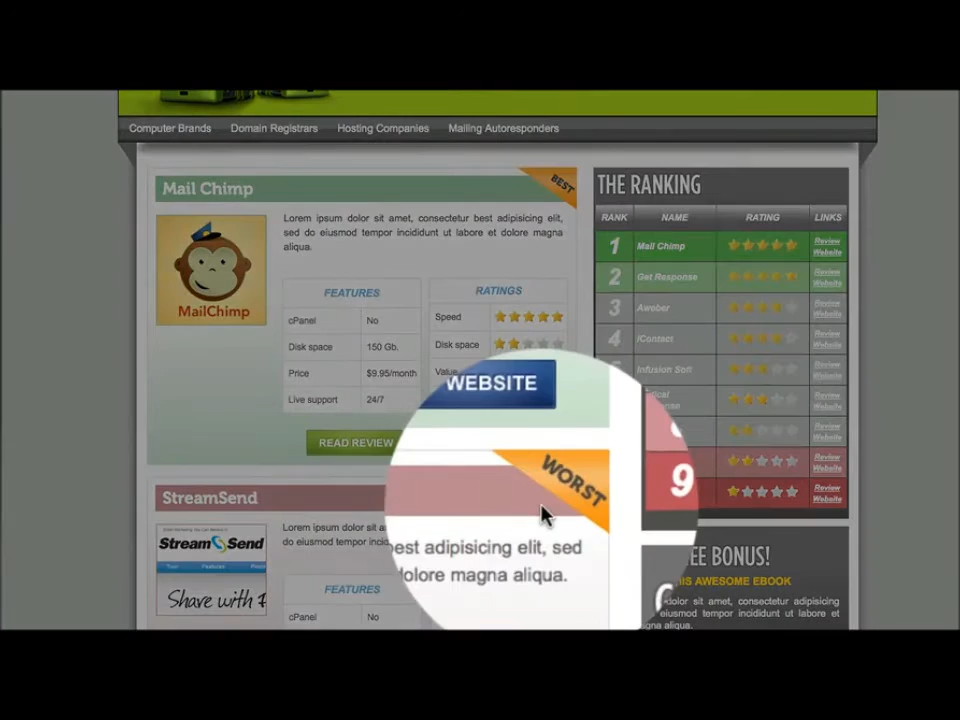 Computer Brands Domain Registrars Hosting Companies Mailing Autoresponders
Mail Chimp
BEST
MailChimp
Lorem ipsum dolor sit amet, consectetur best adipisicing elit,
sed do eiusmod tempor incididunt ut labore et dolore magna
aliqua.
FEATURES
cPanel No
Disk space 150 Gb.
Price $9.95/month
Live support 24/7
RATINGS
Speed
Disk space
Value
READ REVIEW
WEBSITE
StreamSend
WORST
StreamSend
Share with
Lorem ipsum dolor sit
sed do eiusmod tempor inc
best adipisicing elit, sed
dolore magna aliqua.
FEATURES
cPanel No
THE RANKING
RANK NAME RATING LINKS
1 Mail Chimp Review
Website
2 Get Response Review
Website
3 Aweber Review
Website
4 iContact Review
Website
Infusion Soft Review
Website
Review
Website
Review
Website
Review
Website
9 Review
Website
BONUS!
AWESOME EBOOK
dolor sit amet, consectetur adipisicing
eiusmod tempor incididunt ut labore et
aliqua.